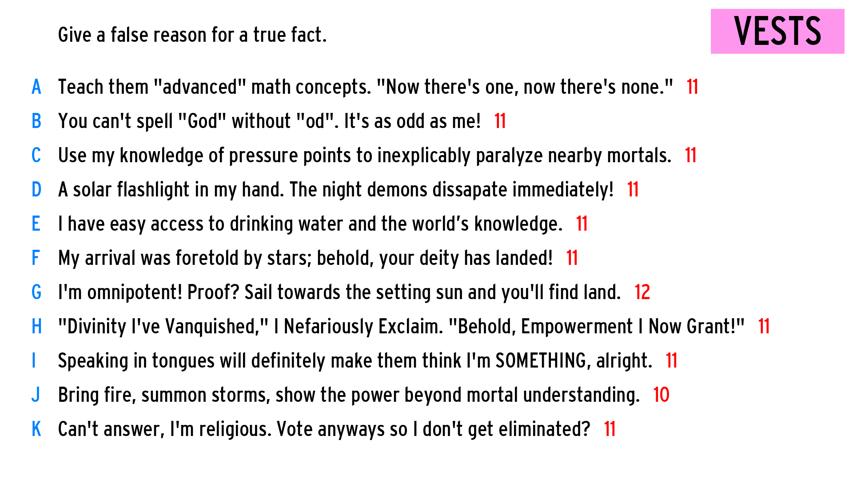 Give a false reason for a true fact.
VESTS
A Teach them "advanced" math concepts. "Now there's one, now there's none." 11
B You can't spell "God" without "od". It's as odd as me! 11
C Use my knowledge of pressure points to inexplicably paralyze nearby mortals. 11
D A solar flashlight in my hand. The night demons dissapate immediately! 11
E I have easy access to drinking water and the world’s knowledge. 11
F My arrival was foretold by stars; behold, your deity has landed! 11
G I'm omnipotent! Proof? Sail towards the setting sun and you'll find land. 12
H "Divinity I've Vanquished," I Nefariously Exclaim. "Behold, Empowerment I Now Grant!" 11
I Speaking in tongues will definitely make them think I'm SOMETHING, alright. 11
J Bring fire, summon storms, show the power beyond mortal understanding. 10
K Can't answer, I'm religious. Vote anyways so I don't get eliminated? 11